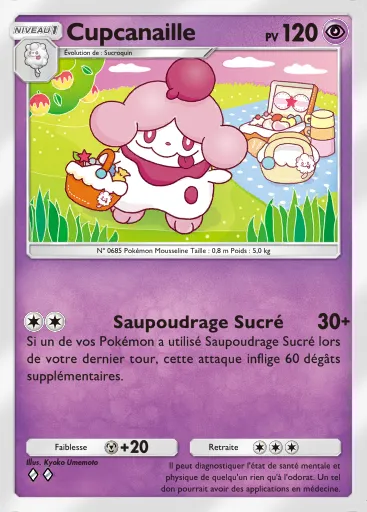 NIVEAU 1
Cupcanaille
PV 120
Évolution de : Sucroquin
N° 0685 Pokémon Mousseline Taille : 0,8 m Poids : 5,0 kg
Saupoudrage Sucré 30+
Si un de vos Pokémon a utilisé Saupoudrage Sucré lors
de votre dernier tour, cette attaque inflige 60 dégâts
supplémentaires.
Faiblesse +20 Retraite
Illus. Kyoko Umemoto
Il peut diagnostiquer l'état de santé mentale et
physique de quelqu'un rien qu'à l'odorat. Un tel
don pourrait avoir des applications en médecine.